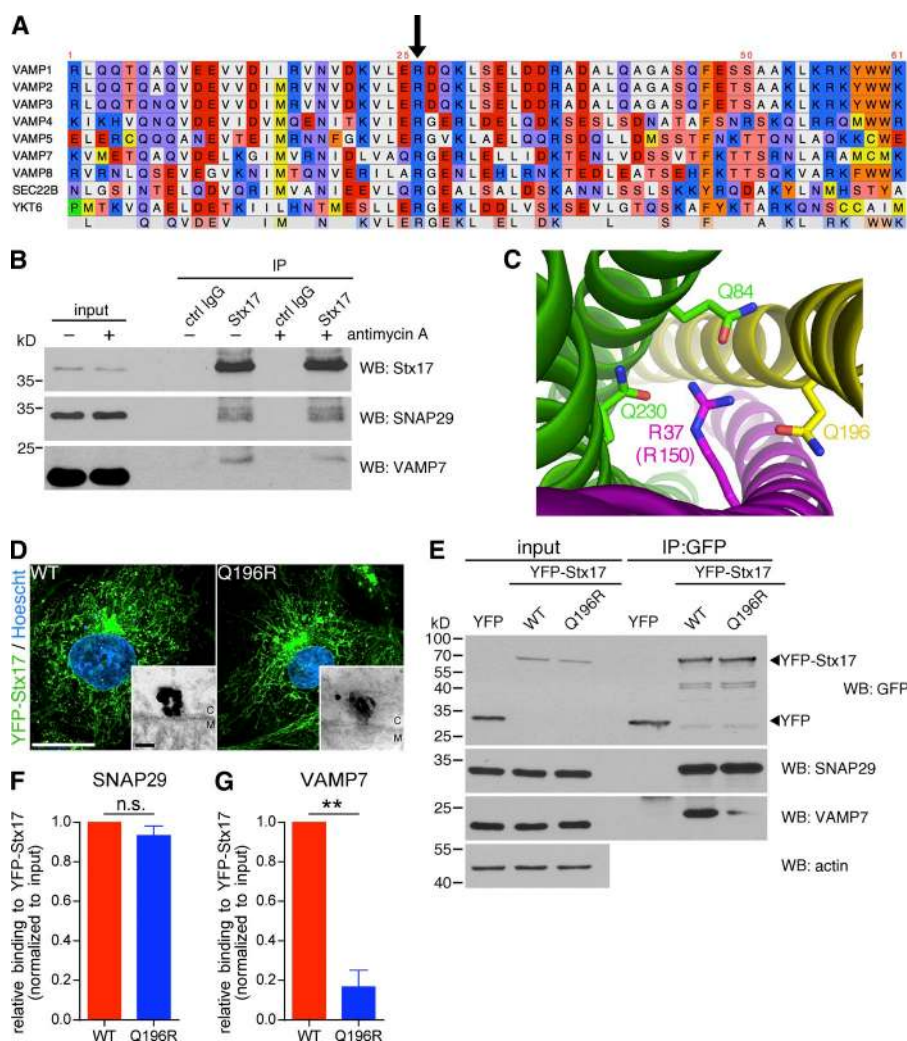 A
1 25 50 61
VAMP1 R L Q Q T Q A Q V E E V V D I I R V N V D K V L E R D Q K L S E L D D R A D A L Q A G A S Q F E S S A A K L K R K Y W W K
VAMP2 R L Q Q T Q A Q V D E V V D I M R V N V D K V L E R D Q K L S E L D D R A D A L Q A G A S Q F E T S A A K L K R K Y W W K
VAMP3 R L Q Q T Q N Q V D E V V D I M R V N V D K V L E R D Q K L S E L D D R A D A L Q A G A S Q F E T S A A K L K R K Y W W K
VAMP4 K I K H V Q N Q V D E V I D V M Q E N I T K V I E R G E R L D E L Q D K S E S L S D N A T A F S N R S K Q L R R Q M W W R
VAMP5 E L E R C Q Q Q A N E V T E I M R N N F G K V L E R G V K L A E L Q Q R S D Q L L D M S S T F N K T T Q N L A Q K K C W E
VAMP7 K V M E T Q A Q V D E L K G I M V R N I D L V A Q R G E R L E L L I D K T E N L V D S S V T F K T T S R N L A R A M C M K
VAMP8 R V R N L Q S E V E G V K N I M T Q N V E R I L A R G E N L E H L R N K T E D L E A T S E H F K T T S Q K V A R K F W W K
SEC22B N L G S I N T E L Q D V Q R I M V A N I E E V L Q R G E A L S A L D S K A N N L S S L S K K Y R Q D A K Y L N M H S T Y A
YKT6 P M T K V Q A E L D E T K I I L H N T M E S L L E R G E K L D D L V S K S E V L G T Q S K A F Y K T A R K Q N S C C A I M
L Q Q V D E V I M N K V L E R G E K L E L D K L S F A K L R K W W K
B
IP
input ctrl IgG Stx17 ctrl IgG Stx17
kD − + − − + + antimycin A
35 WB: Stx17
35 WB: SNAP29
25 WB: VAMP7
C
Q84
Q230
R37
(R150)
Q196
D
YFP-Stx17 / Hoescht
WT Q196R
C
M
C
M
E
input IP:GFP
YFP-Stx17 YFP-Stx17
kD YFP WT Q196R YFP WT Q196R
100
70
55
40
35
25
YFP-Stx17
WB: GFP
YFP
35 WB: SNAP29
25 WB: VAMP7
55
40
WB: actin
F
SNAP29
n.s.
relative binding to YFP-Stx17
(normalized to input)
1.0
0.8
0.6
0.4
0.2
0.0
WT Q196R
G
VAMP7
**
relative binding to YFP-Stx17
(normalized to input)
1.0
0.8
0.6
0.4
0.2
0.0
WT Q196R